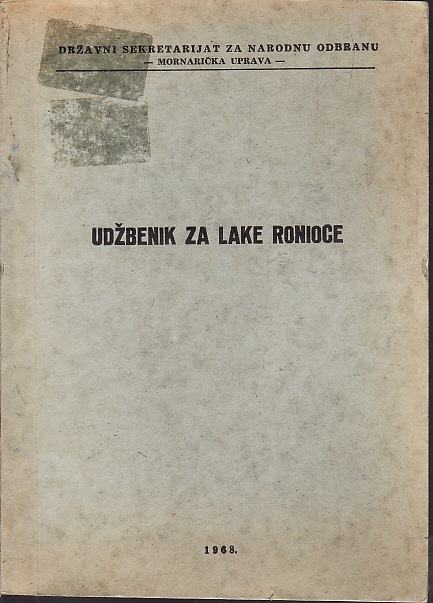 DRŽAVNI SEKRETARIJAT ZA NARODNU ODBRANU
— MORNARIČKA UPRAVA —
UDŽBENIK ZA LAKE RONIOCE
1968.